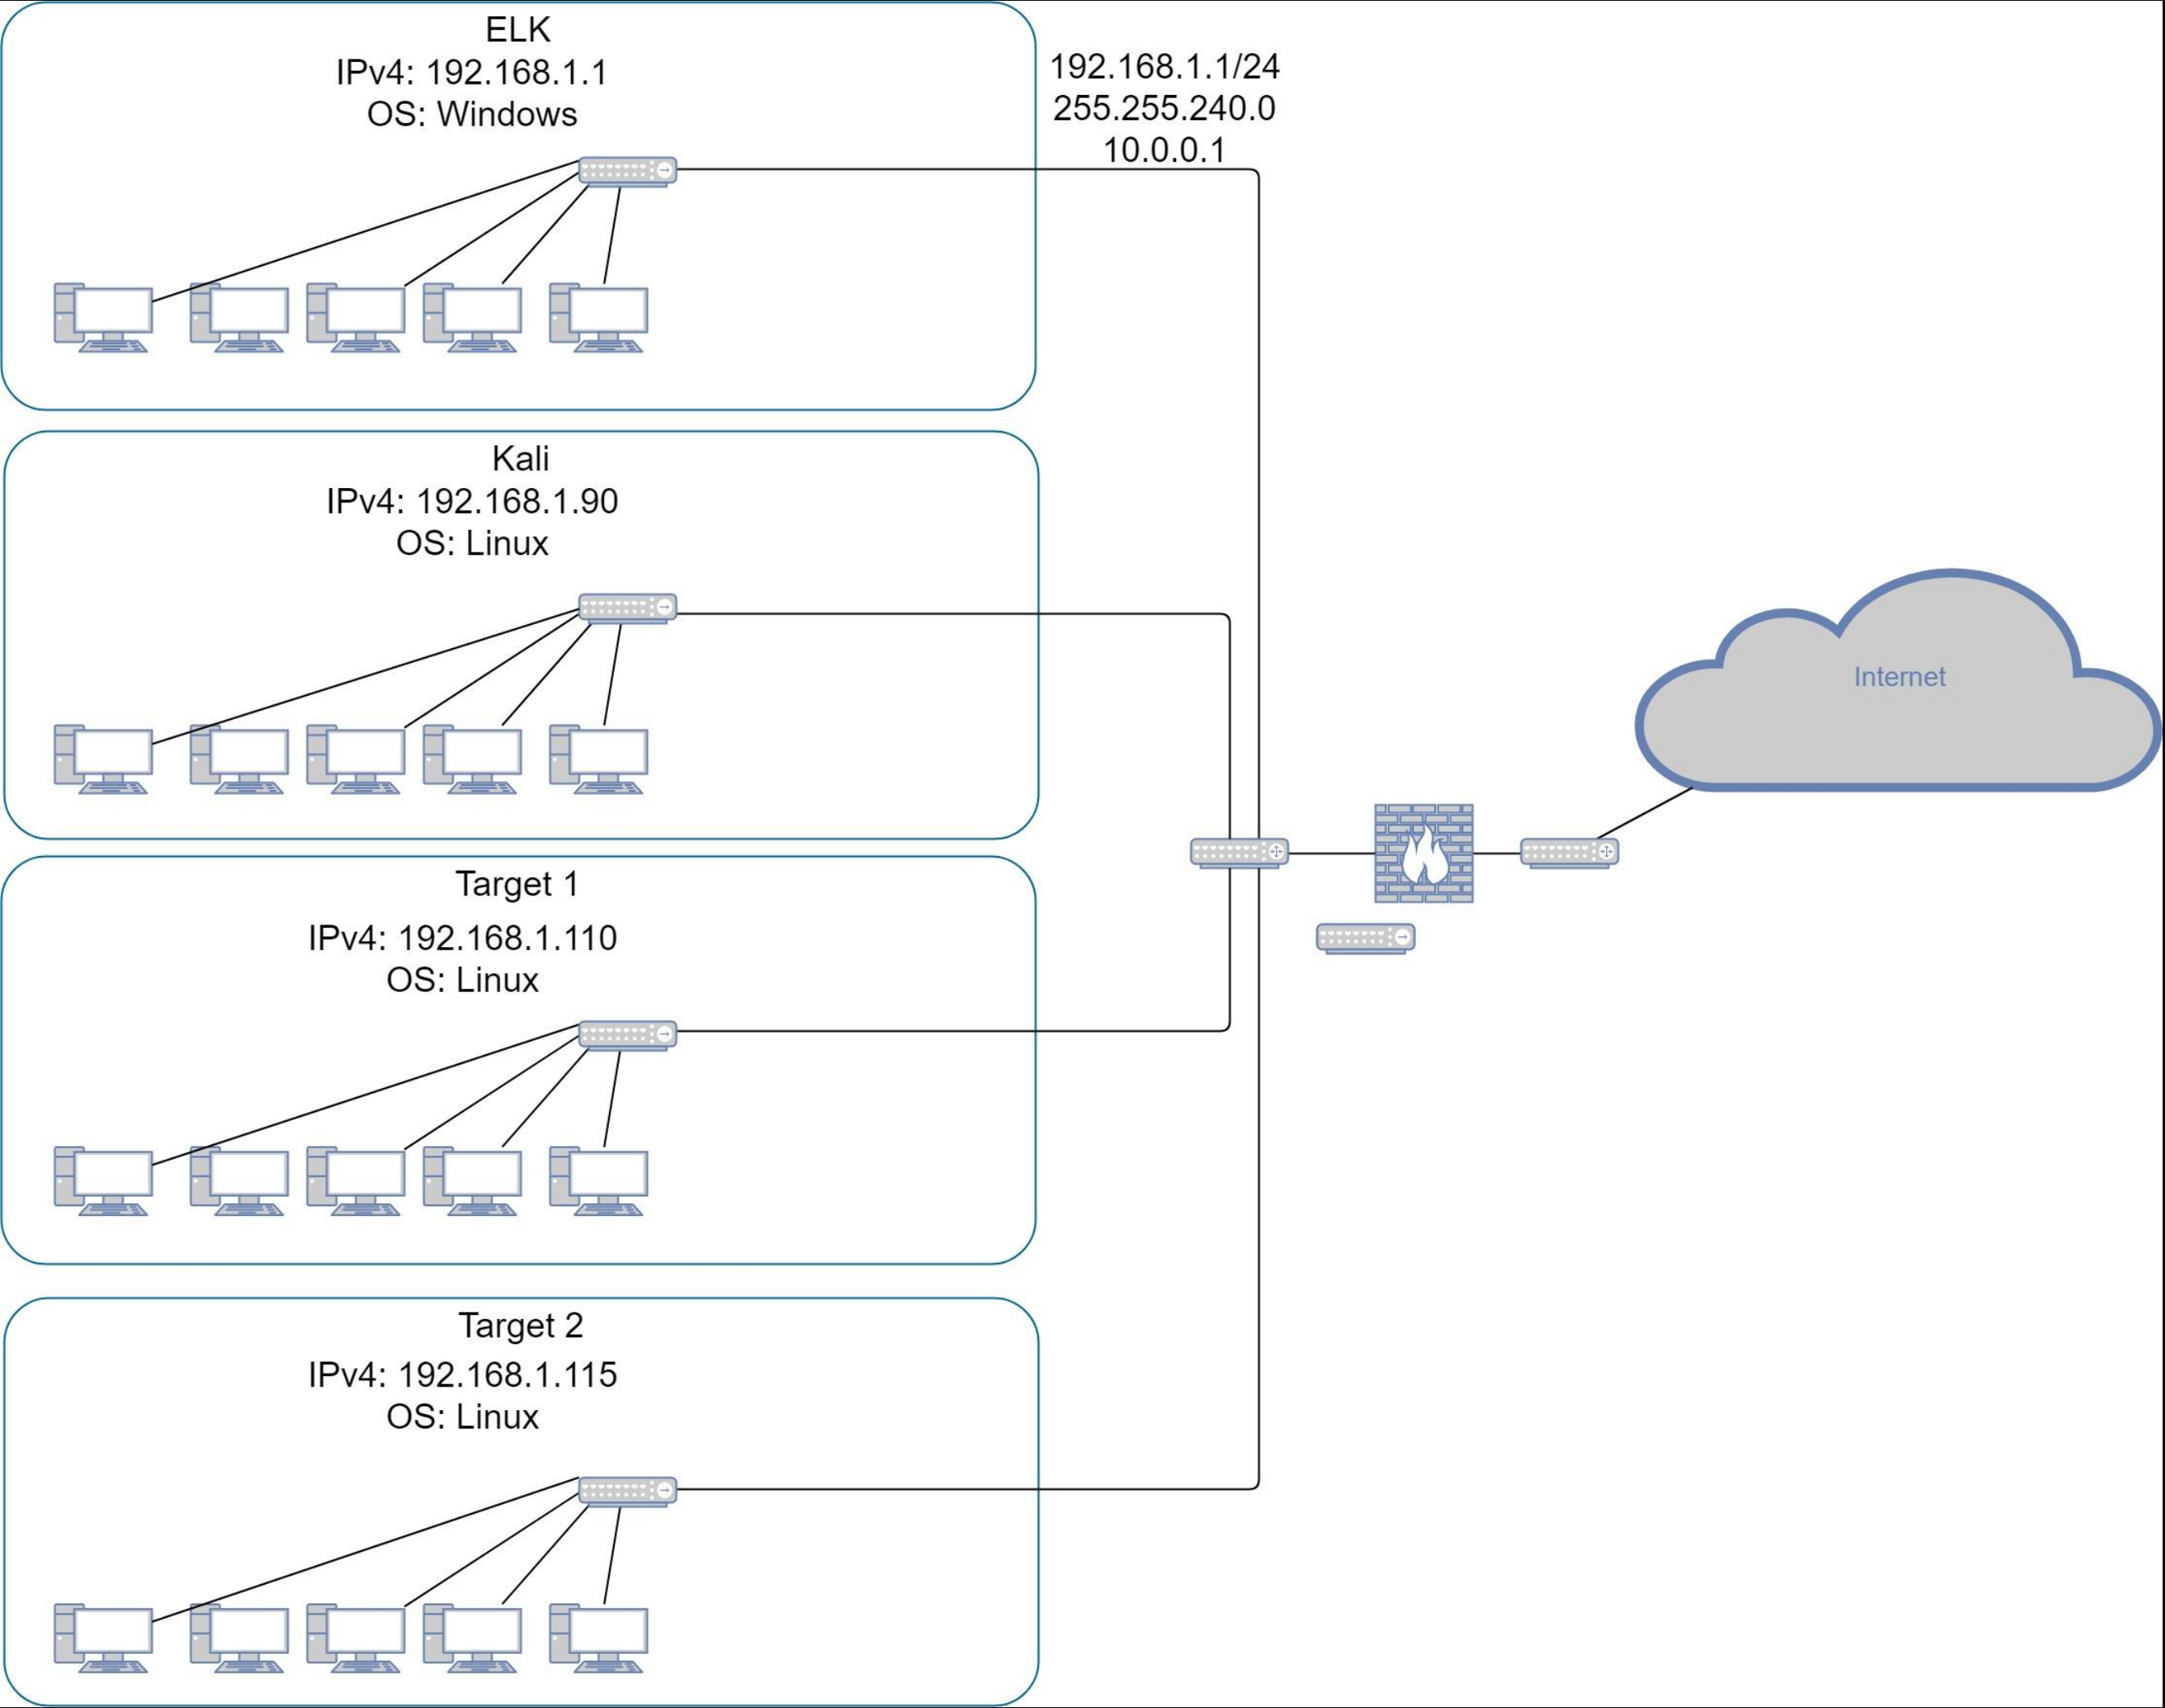 ELK
IPv4: 192.168.1.1
OS: Windows
192.168.1.1/24
255.255.240.0
10.0.0.1
Kali
IPv4: 192.168.1.90
OS: Linux
Internet
Target 1
IPv4: 192.168.1.110
OS: Linux
Target 2
IPv4: 192.168.1.115
OS: Linux